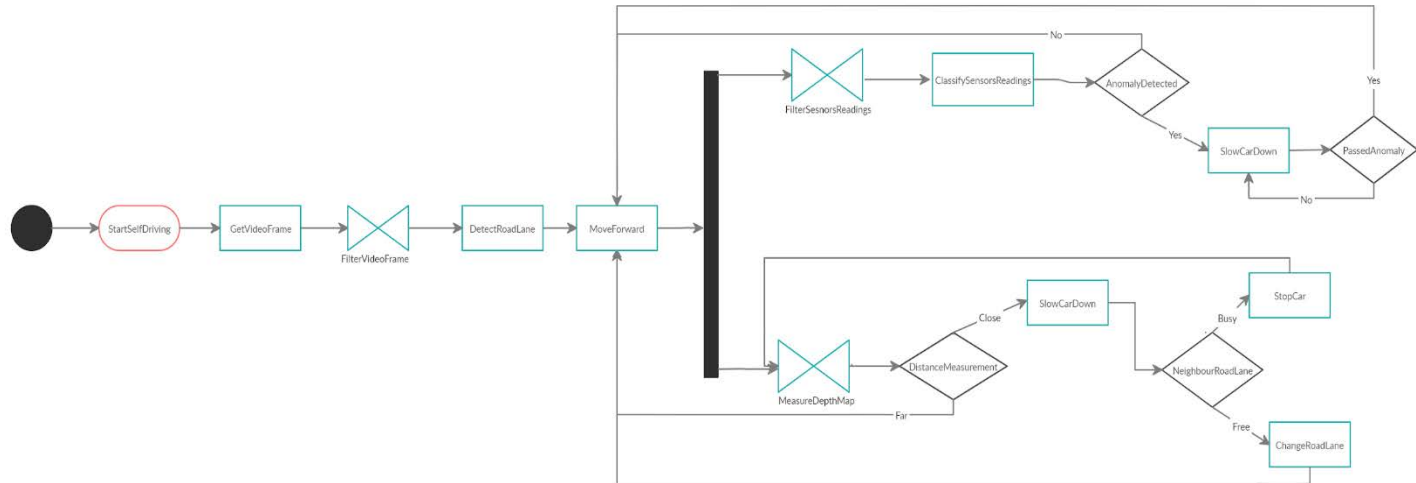 No
AnomalyDetected
ClassifySensorsReadings
FilterSesnorsReadings
Yes
Yes
SlowCarDown
PassedAnomaly
No
StartSelfDriving
GetVideoFrame
FilterVideoFrame
DetectRoadLane
MoveForward
StopCar
SlowCarDown
Close
Busy
DistanceMeasurement
NeighbourRoadLane
MeasureDepthMap
Far
Free
ChangeRoadLane